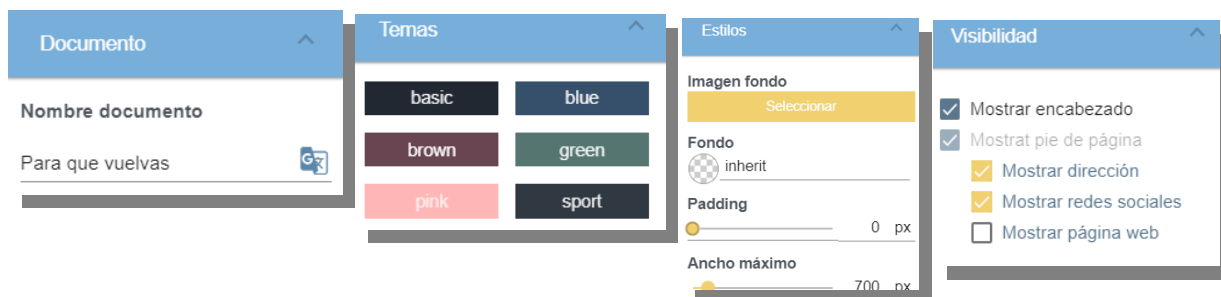 Documento
Nombre documento
Para que vuelvas
Temas
basic
blue
brown
green
pink
sport
Estilos
Imagen fondo
Seleccionar
Fondo
inherit
Padding
0 px
Ancho máximo
700 px
Visibilidad
Mostrar encabezado
Mostrat pie de página
Mostrar dirección
Mostrar redes sociales
Mostrar página web